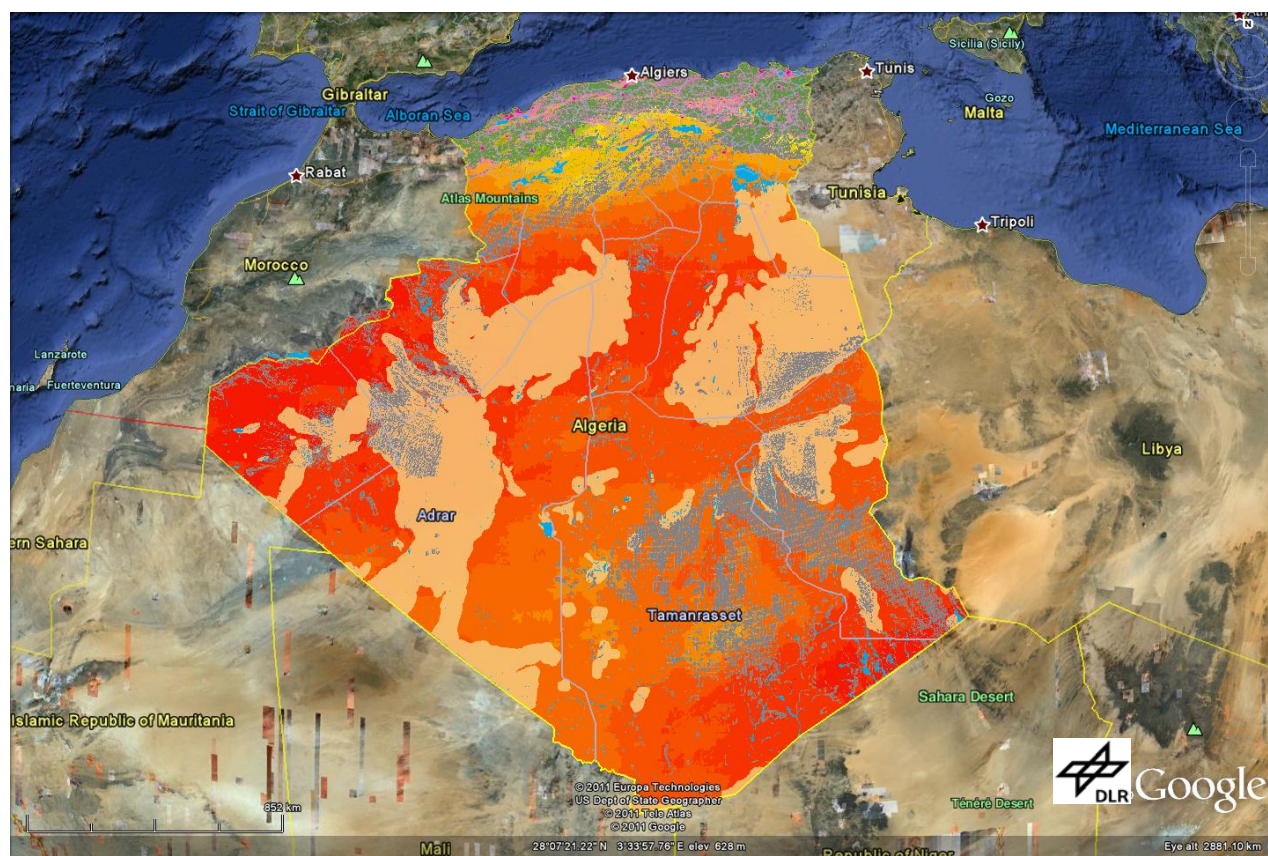 N
Sicilia (Sicily)
Algiers
Tunis
Gibraltar
Strait of Gibraltar
Alboran Sea
Gozo
Malta
Mediterranean Sea
Rabat
Atlas Mountains
Tunisia
Tripoli
Morocco
Lanzarote
Fuerteventura
Algeria
Libya
Adrar
ern Sahara
Tamanrasset
Sahara Desert
Islamic Republic of Mauritania
DLR
Google
© 2011 Europa Technologies
US Dept of State Geographer
© 2011 Tele Atlas
© 2011 Google
852 km
Ténéré Desert
Mali
28°07'21.22" N 3°33'57.76" E elev 628 m
Republic of Niger
Eye alt 2881.10 km